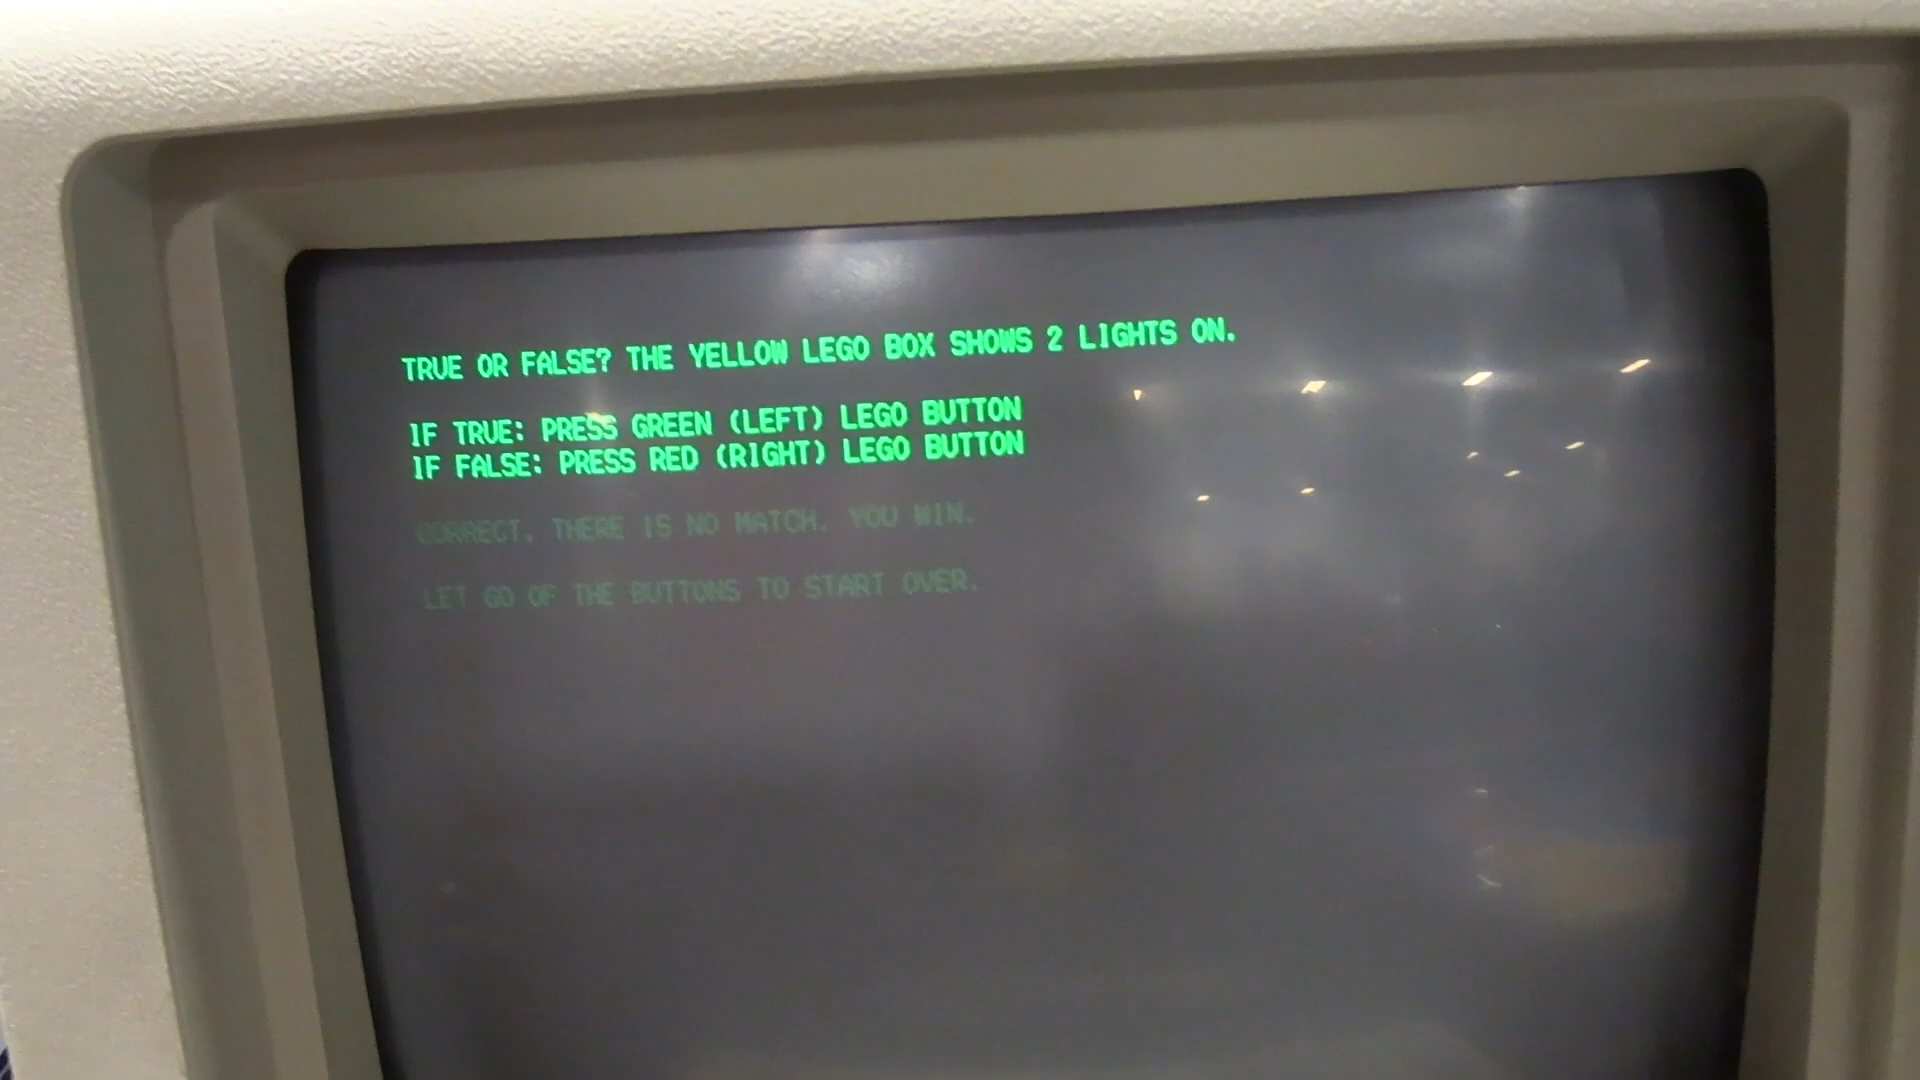 TRUE OR FALSE? THE YELLOW LEGO BOX SHOWS 2 LIGHTS ON.
IF TRUE: PRESS GREEN (LEFT) LEGO BUTTON
IF FALSE: PRESS RED (RIGHT) LEGO BUTTON
CORRECT, THERE IS NO MATCH. YOU WIN.
LET GO OF THE BUTTONS TO START OVER.